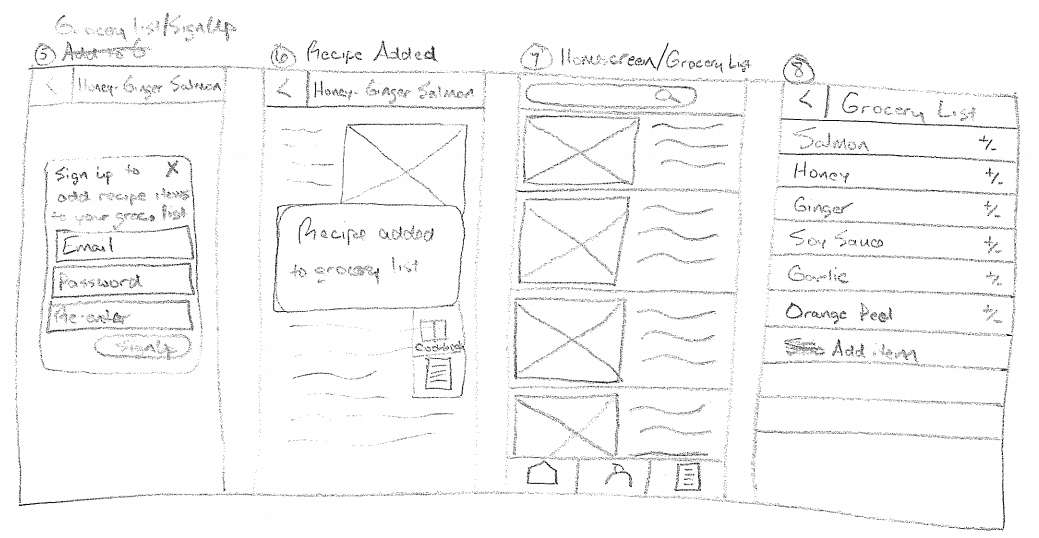 Grocery List/SignUp
5 Add to G
< Honey-Ginger Salmon
Sign up to X
add recipe items
to your groc. list
Email
Password
Re-enter
SignUp
6 Recipe Added
< Honey-Ginger Salmon
Recipe added
to grocery list
Cookbook
7 Homescreen/Grocery List
8
< Grocery List
Salmon +/-
Honey +/-
Ginger +/-
Soy Sauce +/-
Garlic +/-
Orange Peel +/-
Add item